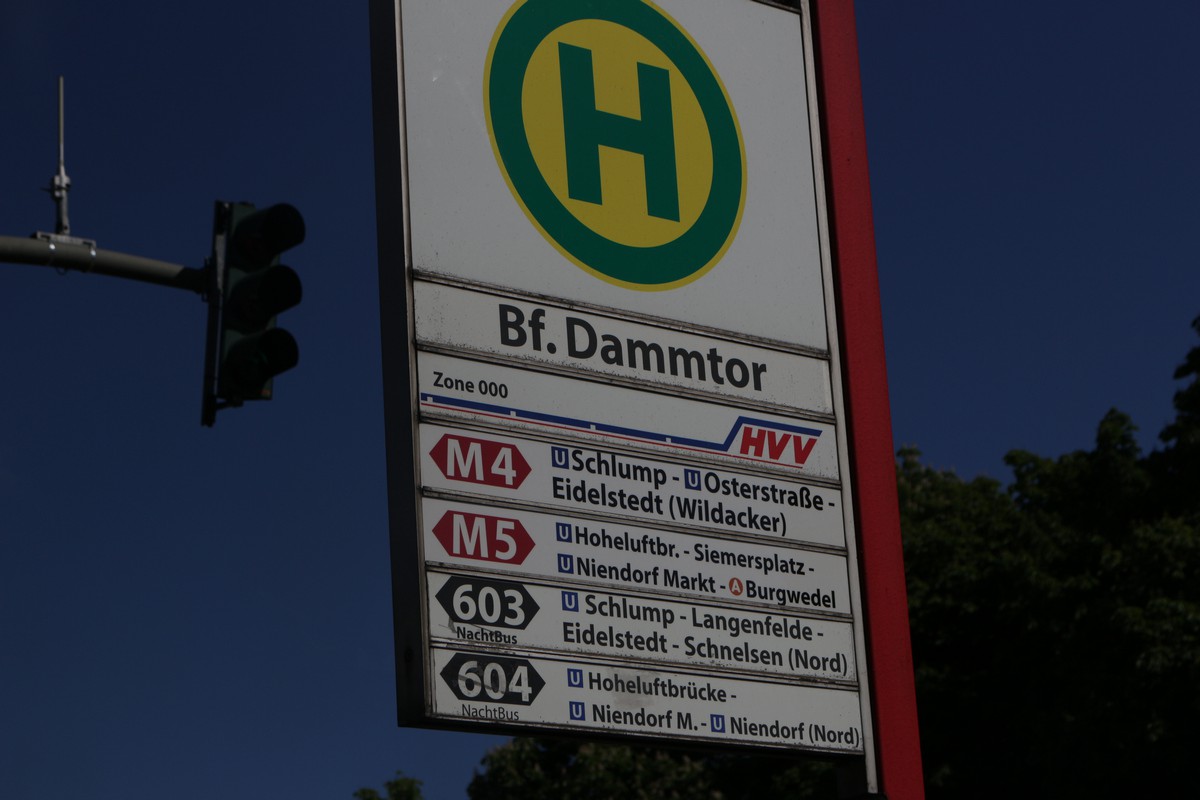 H
Bf. Dammtor
Zone 000
HVV
M4
U Schlump - U Osterstraße -
Eidelstedt (Wildacker)
M5
U Hoheluftbr. - Siemersplatz -
U Niendorf Markt - A Burgwedel
603
NachtBus
U Schlump - Langenfelde -
Eidelstedt - Schnelsen (Nord)
604
NachtBus
U Hoheluftbrücke -
U Niendorf M. - U Niendorf (Nord)